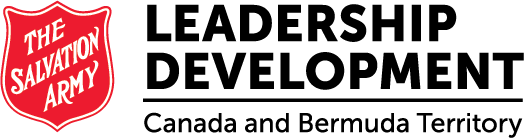 THE
SALVATION
ARMY
LEADERSHIP
DEVELOPMENT
Canada and Bermuda Territory